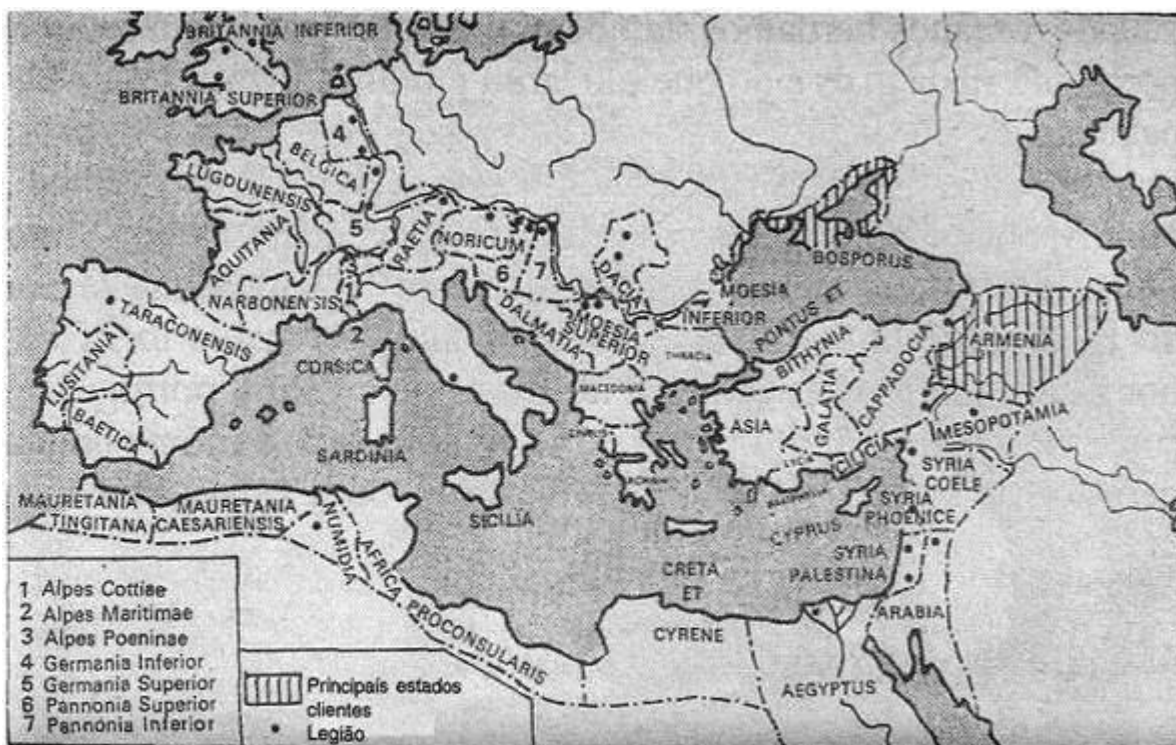 BRITANNIA INFERIOR
BRITANNIA SUPERIOR
4
BELGICA
LUGDUNENSIS
5
AQUITANIA
RAETIA
NORICUM
3
6
7
DACIA
NARBONENSIS
1
2
DALMATIA
MOESIA
SUPERIOR
MOESIA
INFERIOR
THRACIA
BOSPORUS
PONTUS ET
BITHYNIA
ARMENIA
CAPPADOCIA
GALATIA
ASIA
LYCIA
CILICIA
MESOPOTAMIA
TARACONENSIS
LUSITANIA
BAETICA
CORSICA
SARDINIA
SICILIA
MACEDONIA
SYRIA
COELE
SYRIA
PHOENICE
CYPRUS
SYRIA
PALESTINA
ARABIA
CRETA
ET
CYRENE
AEGYPTUS
MAURETANIA
TINGITANA
MAURETANIA
CAESARIENSIS
NUMIDIA
AFRICA PROCONSULARIS
1 Alpes Cottiae
2 Alpes Maritimae
3 Alpes Poeninae
4 Germania Inferior
5 Germania Superior
6 Pannonia Superior
7 Pannonia Inferior
Principais estados
clientes
Legião